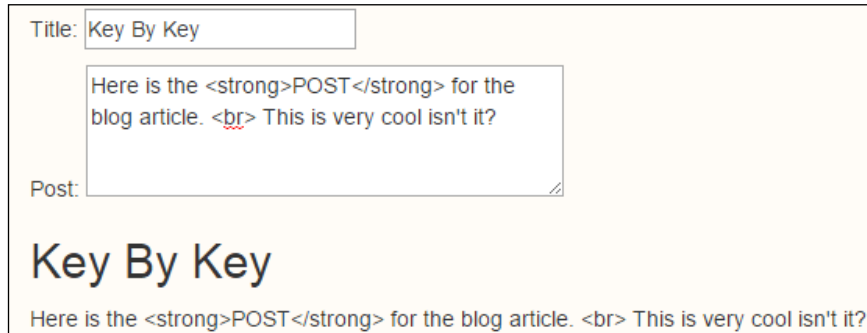 Title: Key By Key
Here is the <strong>POST</strong> for the
blog article. <br> This is very cool isn't it?
Post:
Key By Key
Here is the <strong>POST</strong> for the blog article. <br> This is very cool isn't it?